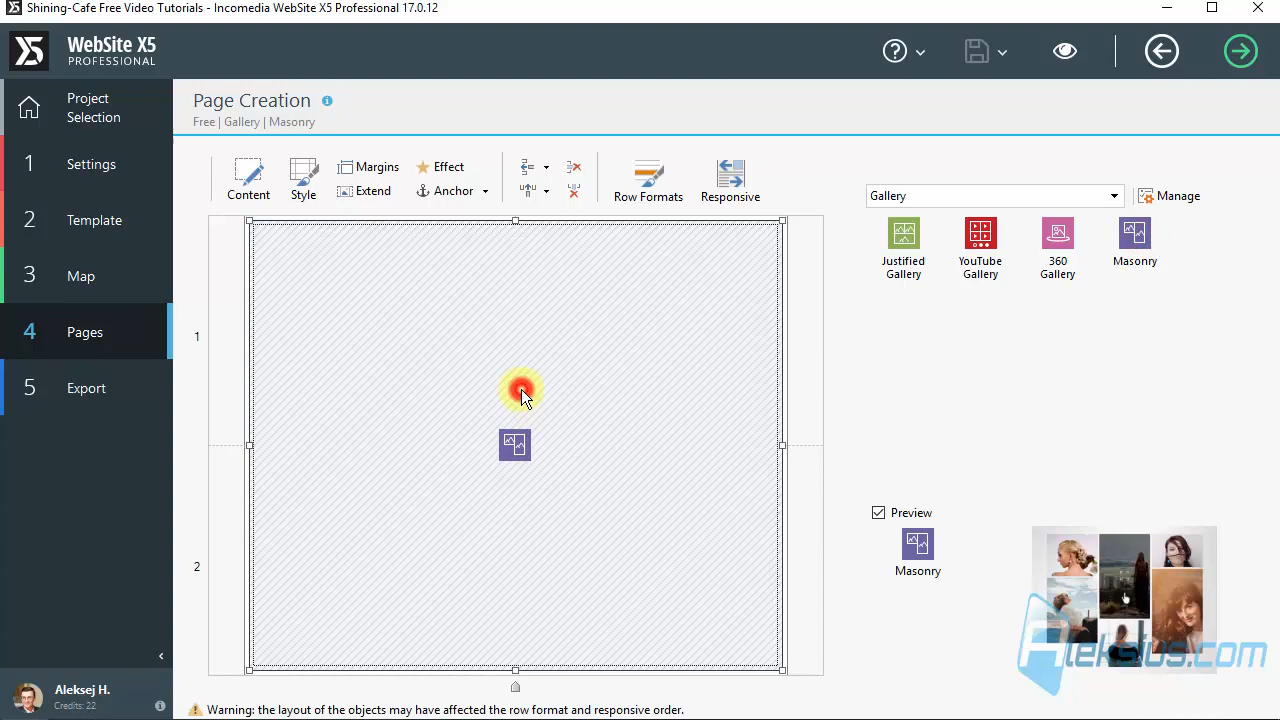 Shining-Cafe Free Video Tutorials - Incomedia WebSite X5 Professional 17.0.12
X5
WebSite X5
PROFESSIONAL
Project
Selection
1 Settings
2 Template
3 Map
4 Pages
5 Export
Aleksej H.
Credits: 22
Page Creation
Free | Gallery | Masonry
Content
Style
Margins
Extend
Effect
Anchor
Row Formats
Responsive
1
2
Gallery
Manage
Justified
Gallery
YouTube
Gallery
360
Gallery
Masonry
Preview
Masonry
Aleksius.com
Warning: the layout of the objects may have affected the row format and responsive order.